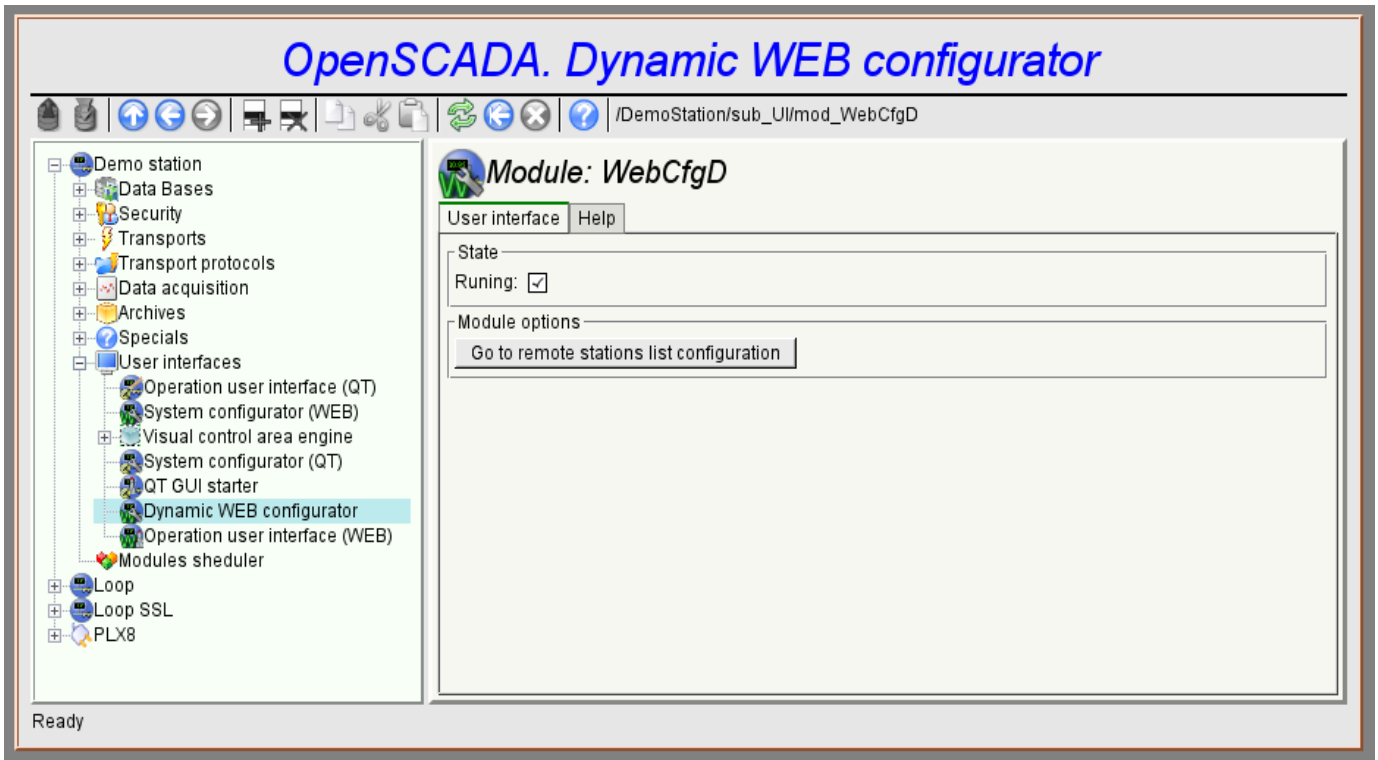 OpenSCADA. Dynamic WEB configurator
/DemoStation/sub_UI/mod_WebCfgD
Demo station
Data Bases
Security
Transports
Transport protocols
Data acquisition
Archives
Specials
User interfaces
Operation user interface (QT)
System configurator (WEB)
Visual control area engine
System configurator (QT)
QT GUI starter
Dynamic WEB configurator
Operation user interface (WEB)
Modules sheduler
Loop
Loop SSL
PLX8
Module: WebCfgD
User interface Help
State
Runing:
Module options
Go to remote stations list configuration
Ready